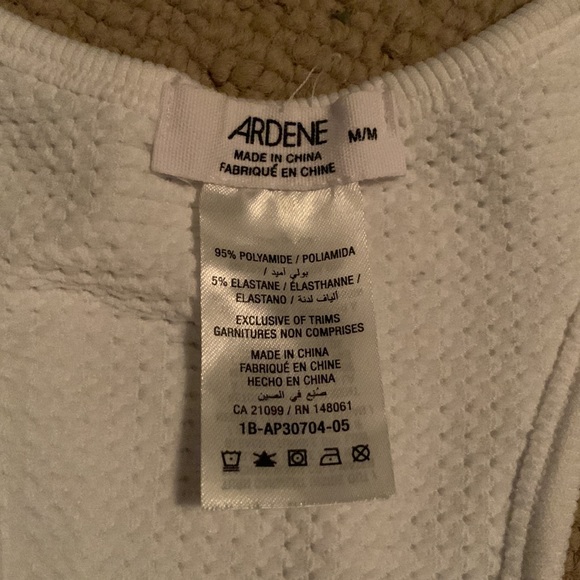 ARDENE M/M
MADE IN CHINA
FABRIQUÉ EN CHINE
95% POLYAMIDE / POLIAMIDA
/ بولي أميد
5% ELASTANE / ÉLASTHANNE /
ELASTANO / ألياف لدنة
EXCLUSIVE OF TRIMS
GARNITURES NON COMPRISES
MADE IN CHINA
FABRIQUÉ EN CHINE
HECHO EN CHINA
صنع في الصين
CA 21099 / RN 148061
1B-AP30704-05